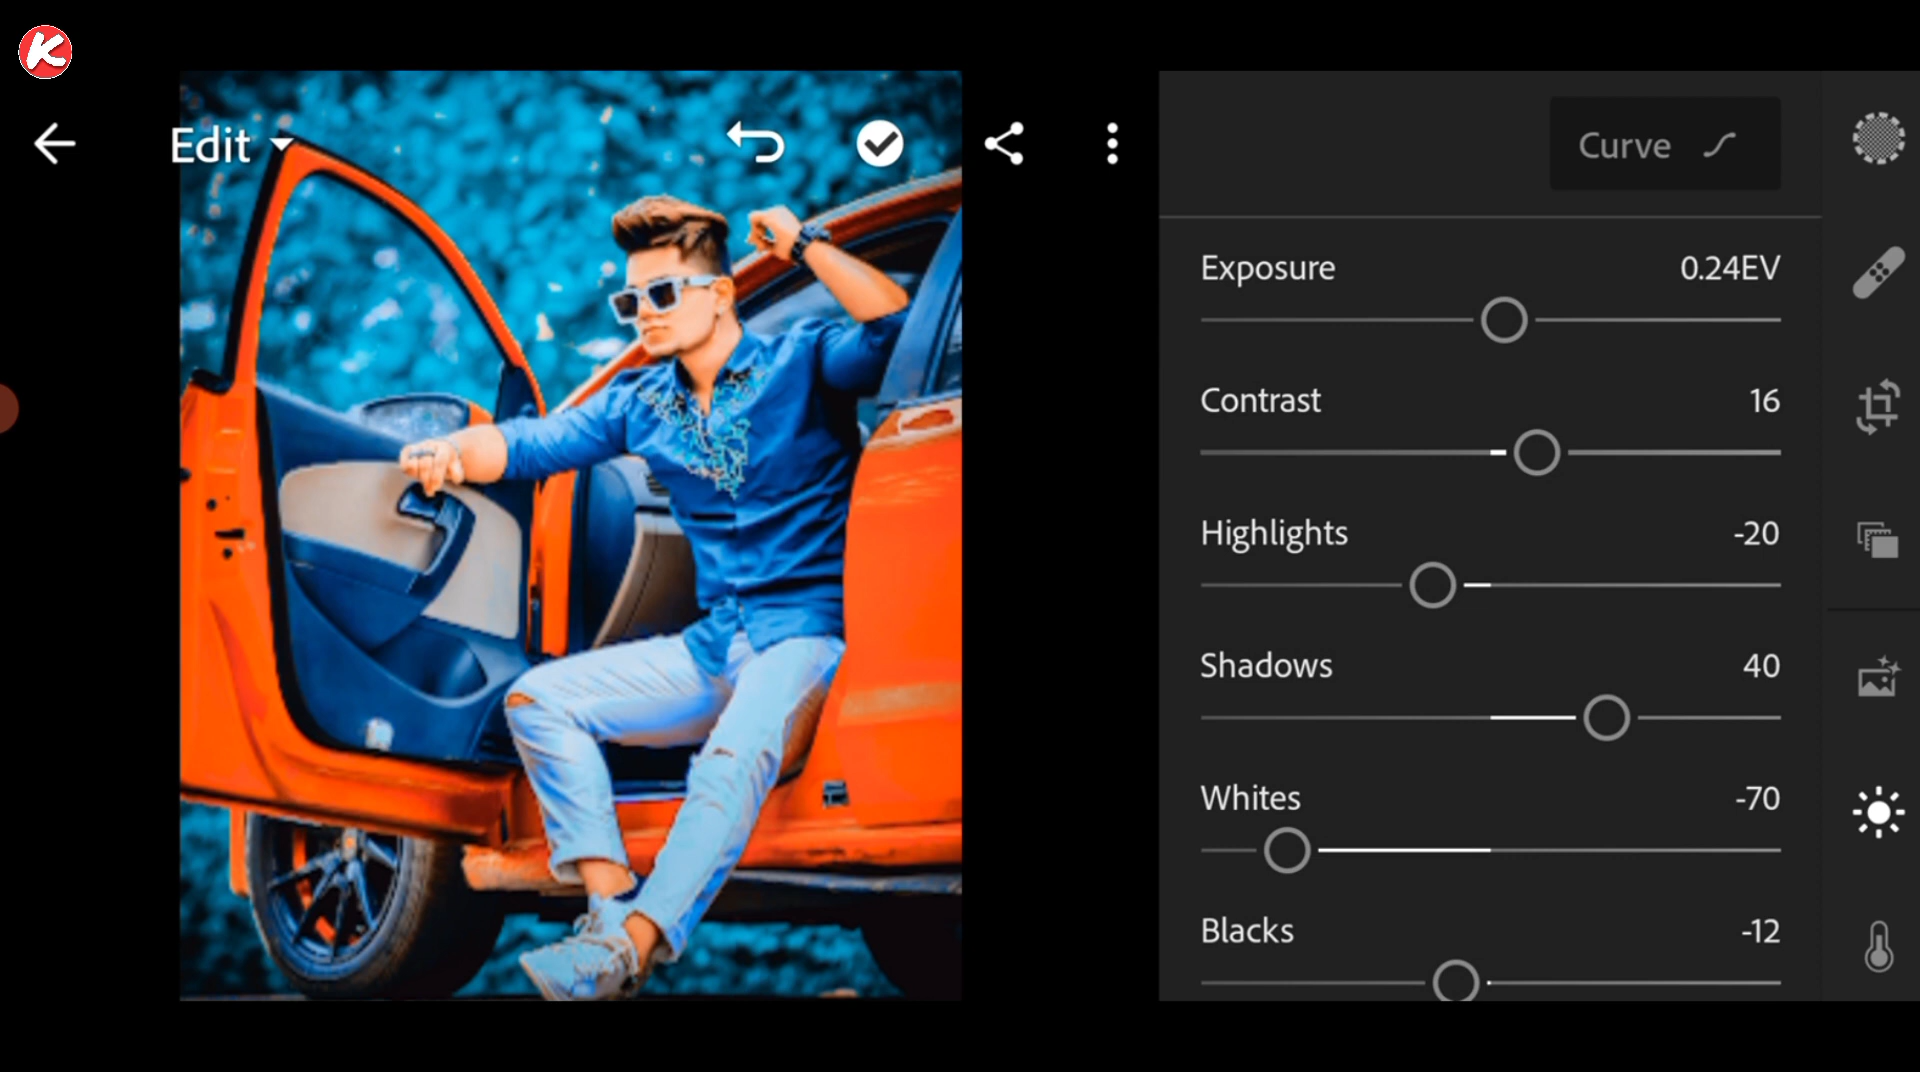 K
Edit
Curve
Exposure 0.24EV
Contrast 16
Highlights -20
Shadows 40
Whites -70
Blacks -12